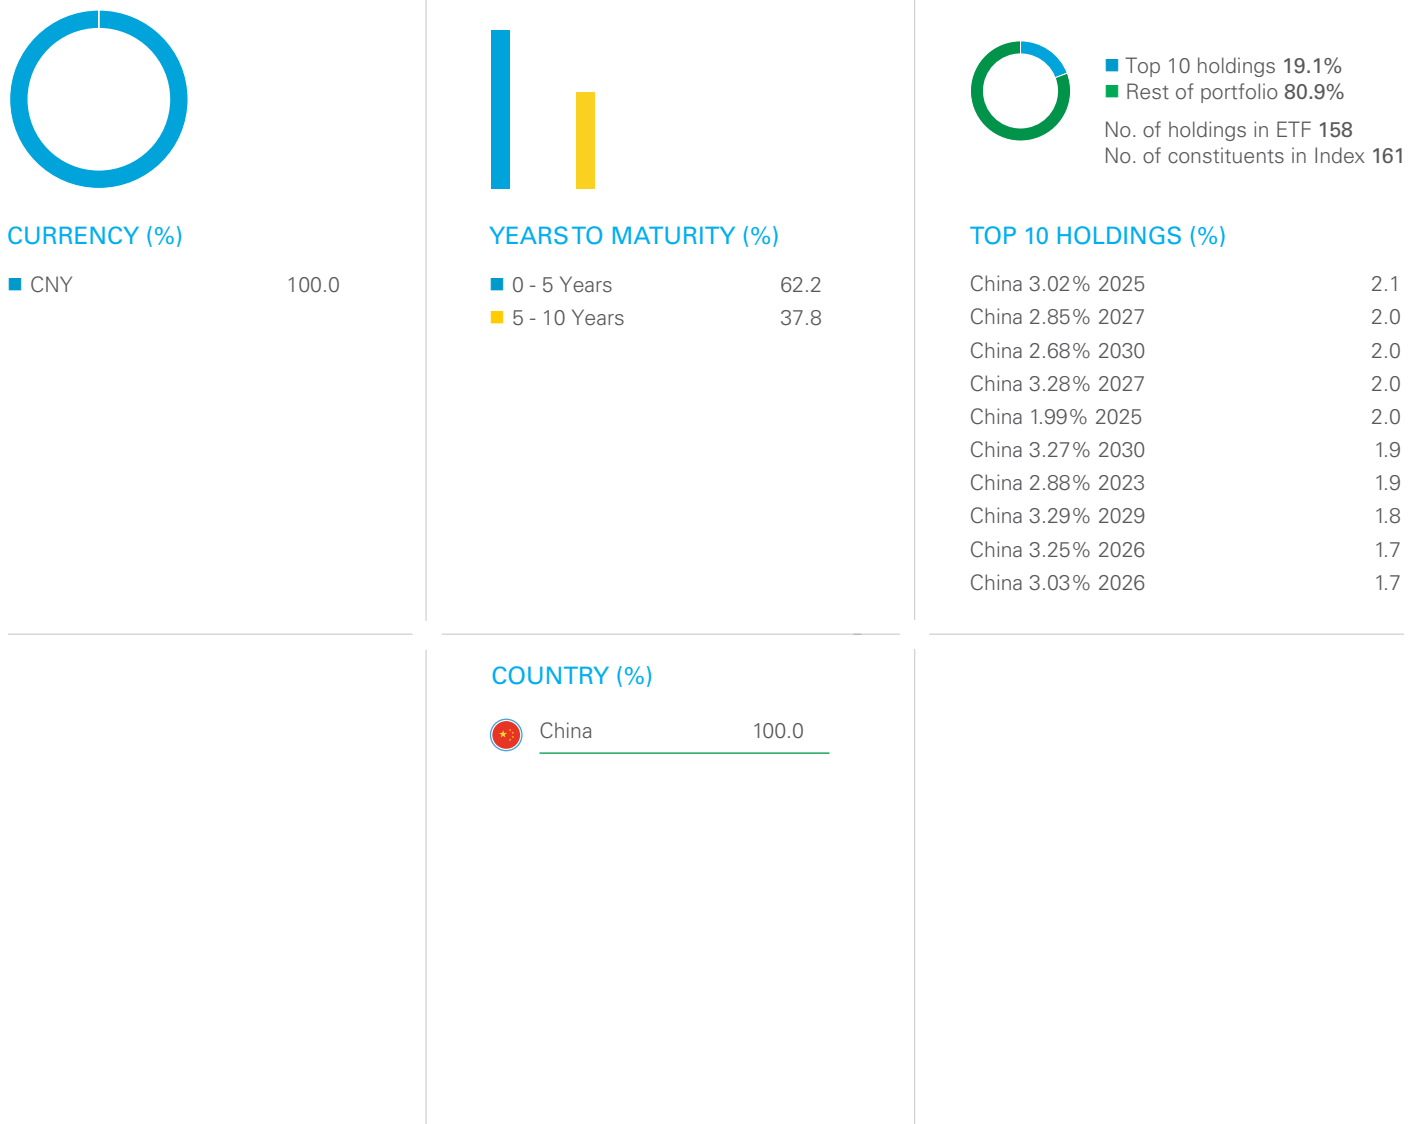 CURRENCY (%)
CNY 100.0
YEARS TO MATURITY (%)
0 - 5 Years 62.2
5 - 10 Years 37.8
Top 10 holdings 19.1%
Rest of portfolio 80.9%
No. of holdings in ETF 158
No. of constituents in Index 161
TOP 10 HOLDINGS (%)
China 3.02% 2025 2.1
China 2.85% 2027 2.0
China 2.68% 2030 2.0
China 3.28% 2027 2.0
China 1.99% 2025 2.0
China 3.27% 2030 1.9
China 2.88% 2023 1.9
China 3.29% 2029 1.8
China 3.25% 2026 1.7
China 3.03% 2026 1.7
COUNTRY (%)
China 100.0